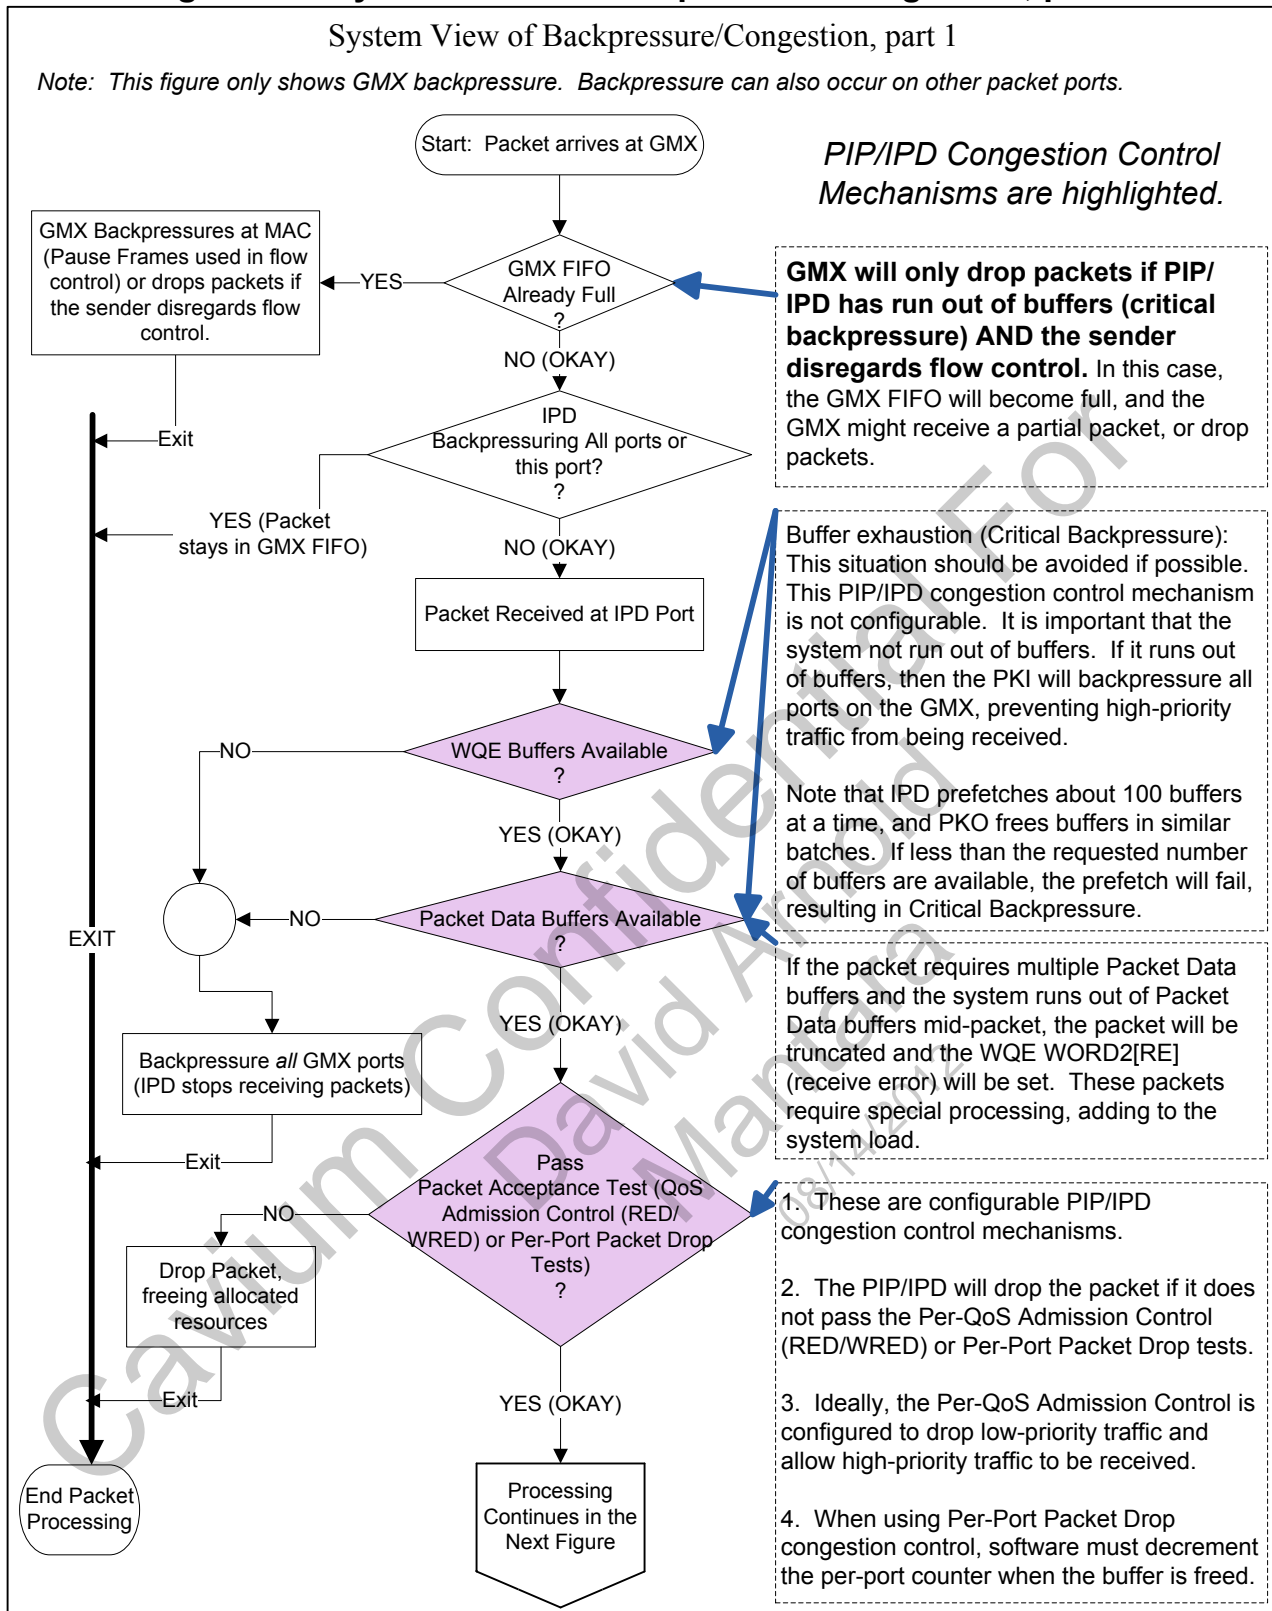 System View of Backpressure/Congestion, part 1
Note: This figure only shows GMX backpressure. Backpressure can also occur on other packet ports.
Start: Packet arrives at GMX
PIP/IPD Congestion Control
Mechanisms are highlighted.
GMX Backpressures at MAC
(Pause Frames used in flow
control) or drops packets if
the sender disregards flow
control.
YES
GMX FIFO
Already Full
?
GMX will only drop packets if PIP/
IPD has run out of buffers (critical
backpressure) AND the sender
disregards flow control. In this case,
the GMX FIFO will become full, and the
GMX might receive a partial packet, or drop
packets.
NO (OKAY)
Exit
IPD
Backpressuring All ports or
this port?
?
YES (Packet
stays in GMX FIFO)
NO (OKAY)
Buffer exhaustion (Critical Backpressure):
This situation should be avoided if possible.
This PIP/IPD congestion control mechanism
is not configurable. It is important that the
system not run out of buffers. If it runs out
of buffers, then the PKI will backpressure all
ports on the GMX, preventing high-priority
traffic from being received.
Note that IPD prefetches about 100 buffers
at a time, and PKO frees buffers in similar
batches. If less than the requested number
of buffers are available, the prefetch will fail,
resulting in Critical Backpressure.
Packet Received at IPD Port
NO
WQE Buffers Available
?
YES (OKAY)
NO
Packet Data Buffers Available
?
EXIT
If the packet requires multiple Packet Data
buffers and the system runs out of Packet
Data buffers mid-packet, the packet will be
truncated and the WQE WORD2[RE]
(receive error) will be set. These packets
require special processing, adding to the
system load.
YES (OKAY)
Backpressure all GMX ports
(IPD stops receiving packets)
Exit
Pass
Packet Acceptance Test (QoS
Admission Control (RED/
WRED) or Per-Port Packet Drop
Tests)
?
NO
Drop Packet,
freeing allocated
resources
Exit
1. These are configurable PIP/IPD
congestion control mechanisms.
2. The PIP/IPD will drop the packet if it does
not pass the Per-QoS Admission Control
(RED/WRED) or Per-Port Packet Drop tests.
3. Ideally, the Per-QoS Admission Control is
configured to drop low-priority traffic and
allow high-priority traffic to be received.
4. When using Per-Port Packet Drop
congestion control, software must decrement
the per-port counter when the buffer is freed.
YES (OKAY)
End Packet
Processing
Processing
Continues in the
Next Figure
Cavium Confidential For
David Arnold
Mantara
08/14/2012